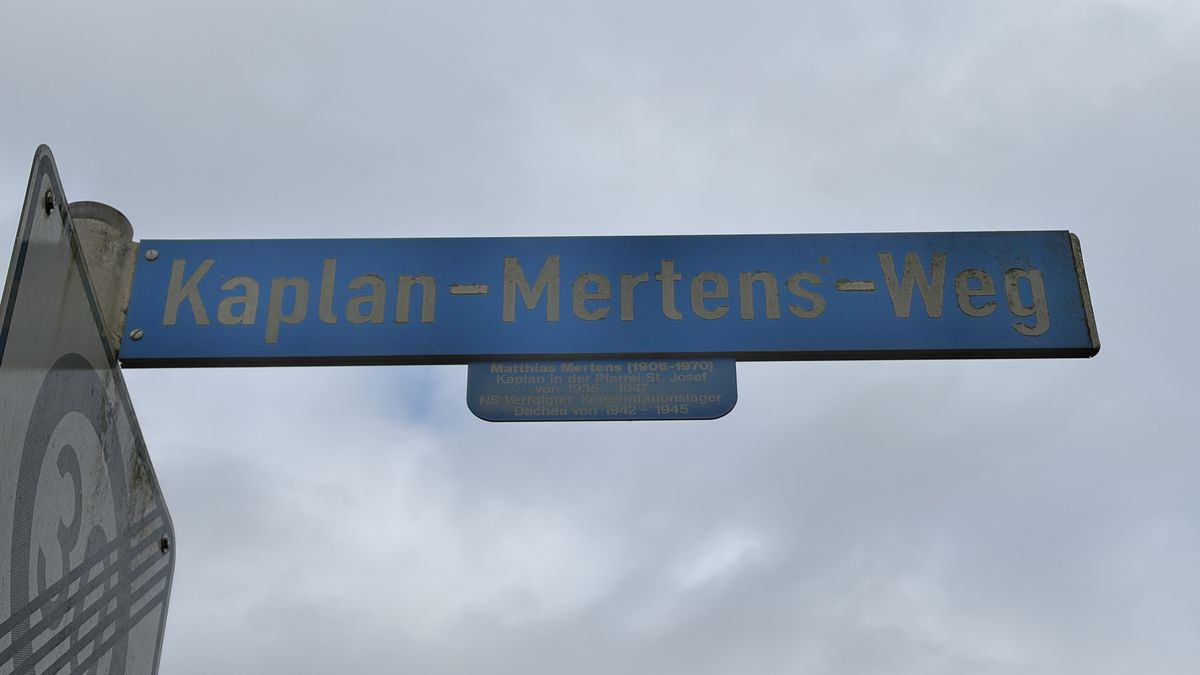 Kaplan-Mertens-Weg
Matthias Mertens (1906-1970)
Kaplan in der Pfarrei St. Josef
von 1935 - 1947
NS Verfolgter, Konzentrationslager
Dachau von 1942 - 1945
30